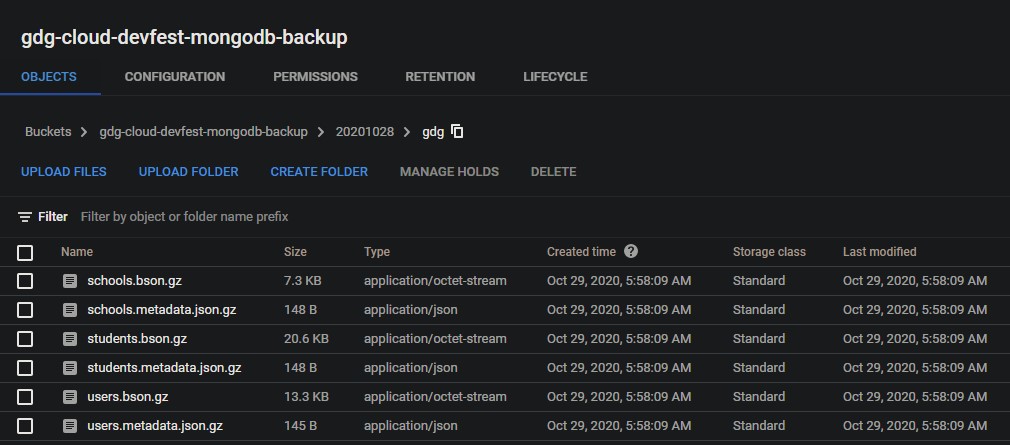 gdg-cloud-devfest-mongodb-backup
OBJECTS CONFIGURATION PERMISSIONS RETENTION LIFECYCLE
Buckets > gdg-cloud-devfest-mongodb-backup > 20201028 > gdg
UPLOAD FILES UPLOAD FOLDER CREATE FOLDER MANAGE HOLDS DELETE
Filter Filter by object or folder name prefix
Name Size Type Created time ? Storage class Last modified
schools.bson.gz 7.3 KB application/octet-stream Oct 29, 2020, 5:58:09 AM Standard Oct 29, 2020, 5:58:09 AM
schools.metadata.json.gz 148 B application/json Oct 29, 2020, 5:58:09 AM Standard Oct 29, 2020, 5:58:09 AM
students.bson.gz 20.6 KB application/octet-stream Oct 29, 2020, 5:58:09 AM Standard Oct 29, 2020, 5:58:09 AM
students.metadata.json.gz 148 B application/json Oct 29, 2020, 5:58:09 AM Standard Oct 29, 2020, 5:58:09 AM
users.bson.gz 13.3 KB application/octet-stream Oct 29, 2020, 5:58:09 AM Standard Oct 29, 2020, 5:58:09 AM
users.metadata.json.gz 145 B application/json Oct 29, 2020, 5:58:09 AM Standard Oct 29, 2020, 5:58:09 AM